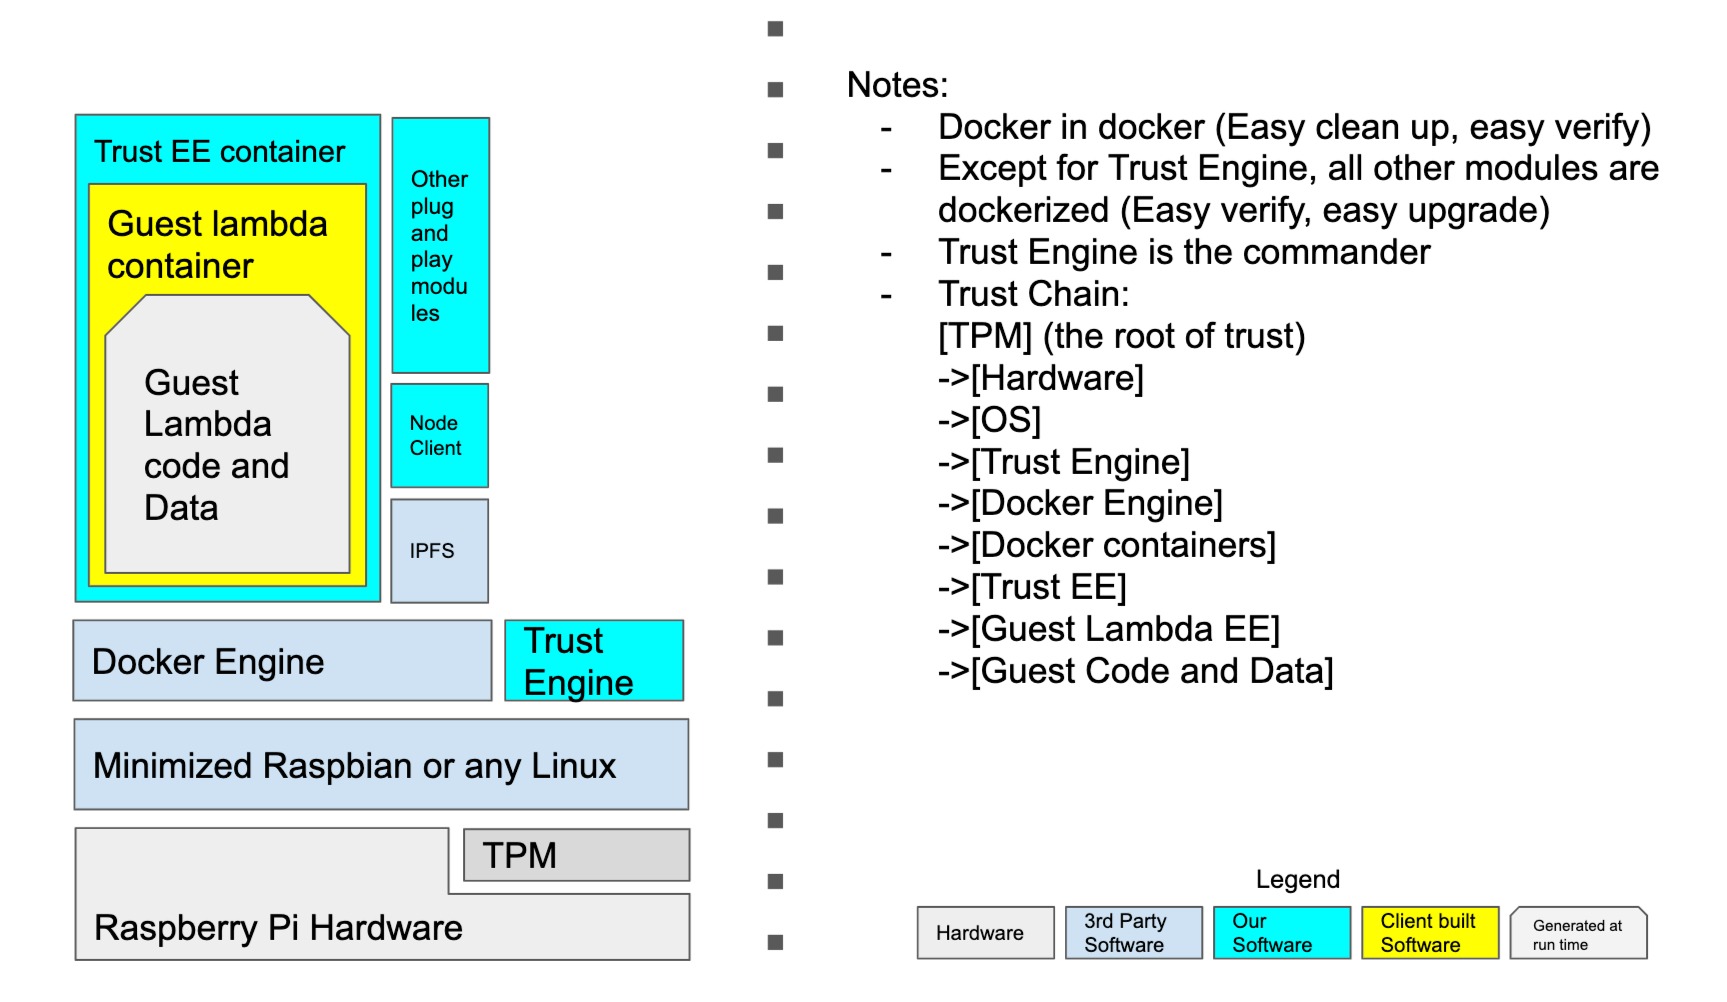 Trust EE container
Guest lambda
container
Guest
Lambda
code and
Data
Other
plug
and
play
modu
les
Node
Client
IPFS
Docker Engine
Trust
Engine
Minimized Raspbian or any Linux
TPM
Raspberry Pi Hardware
Notes:
- Docker in docker (Easy clean up, easy verify)
- Except for Trust Engine, all other modules are
dockerized (Easy verify, easy upgrade)
- Trust Engine is the commander
- Trust Chain:
[TPM] (the root of trust)
->[Hardware]
->[OS]
->[Trust Engine]
->[Docker Engine]
->[Docker containers]
->[Trust EE]
->[Guest Lambda EE]
->[Guest Code and Data]
Legend
Hardware
3rd Party
Software
Our
Software
Client built
Software
Generated at
run time